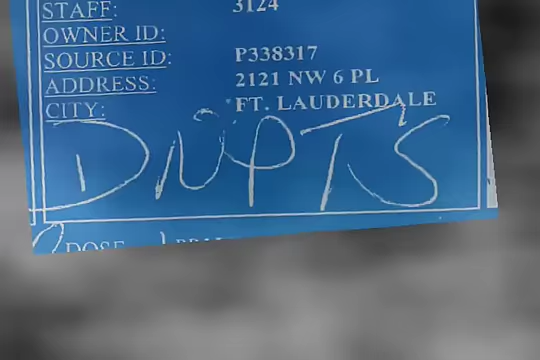 STAFF: 3124
OWNER ID:
SOURCE ID: P338317
ADDRESS: 2121 NW 6 PL
CITY: FT. LAUDERDALE
DNPTS
DOSE